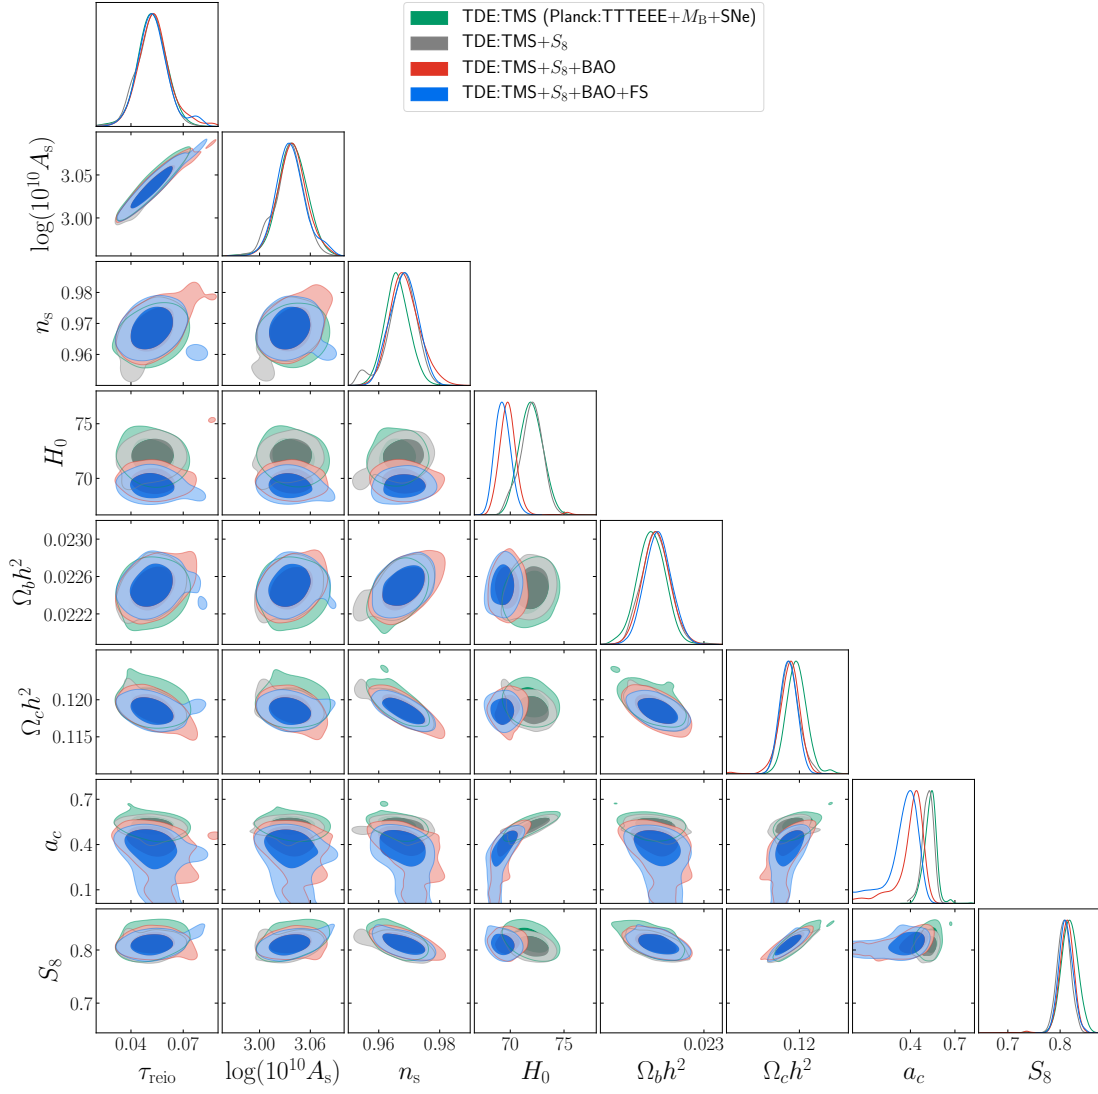 TDE:TMS (Planck:TTTEEE+M_B+SNe)
TDE:TMS+S_8
TDE:TMS+S_8+BAO
TDE:TMS+S_8+BAO+FS
log(10^{10}A_s)
3.05
3.00
n_s
0.98
0.97
0.96
H_0
75
70
Ω_b h^2
0.0230
0.0226
0.0222
Ω_c h^2
0.120
0.115
a_c
0.7
0.4
0.1
S_8
0.8
0.7
0.04 0.07 3.00 3.06 0.96 0.98 70 75 0.023 0.12 0.4 0.7 0.7 0.8
τ_reio log(10^{10}A_s) n_s H_0 Ω_b h^2 Ω_c h^2 a_c S_8